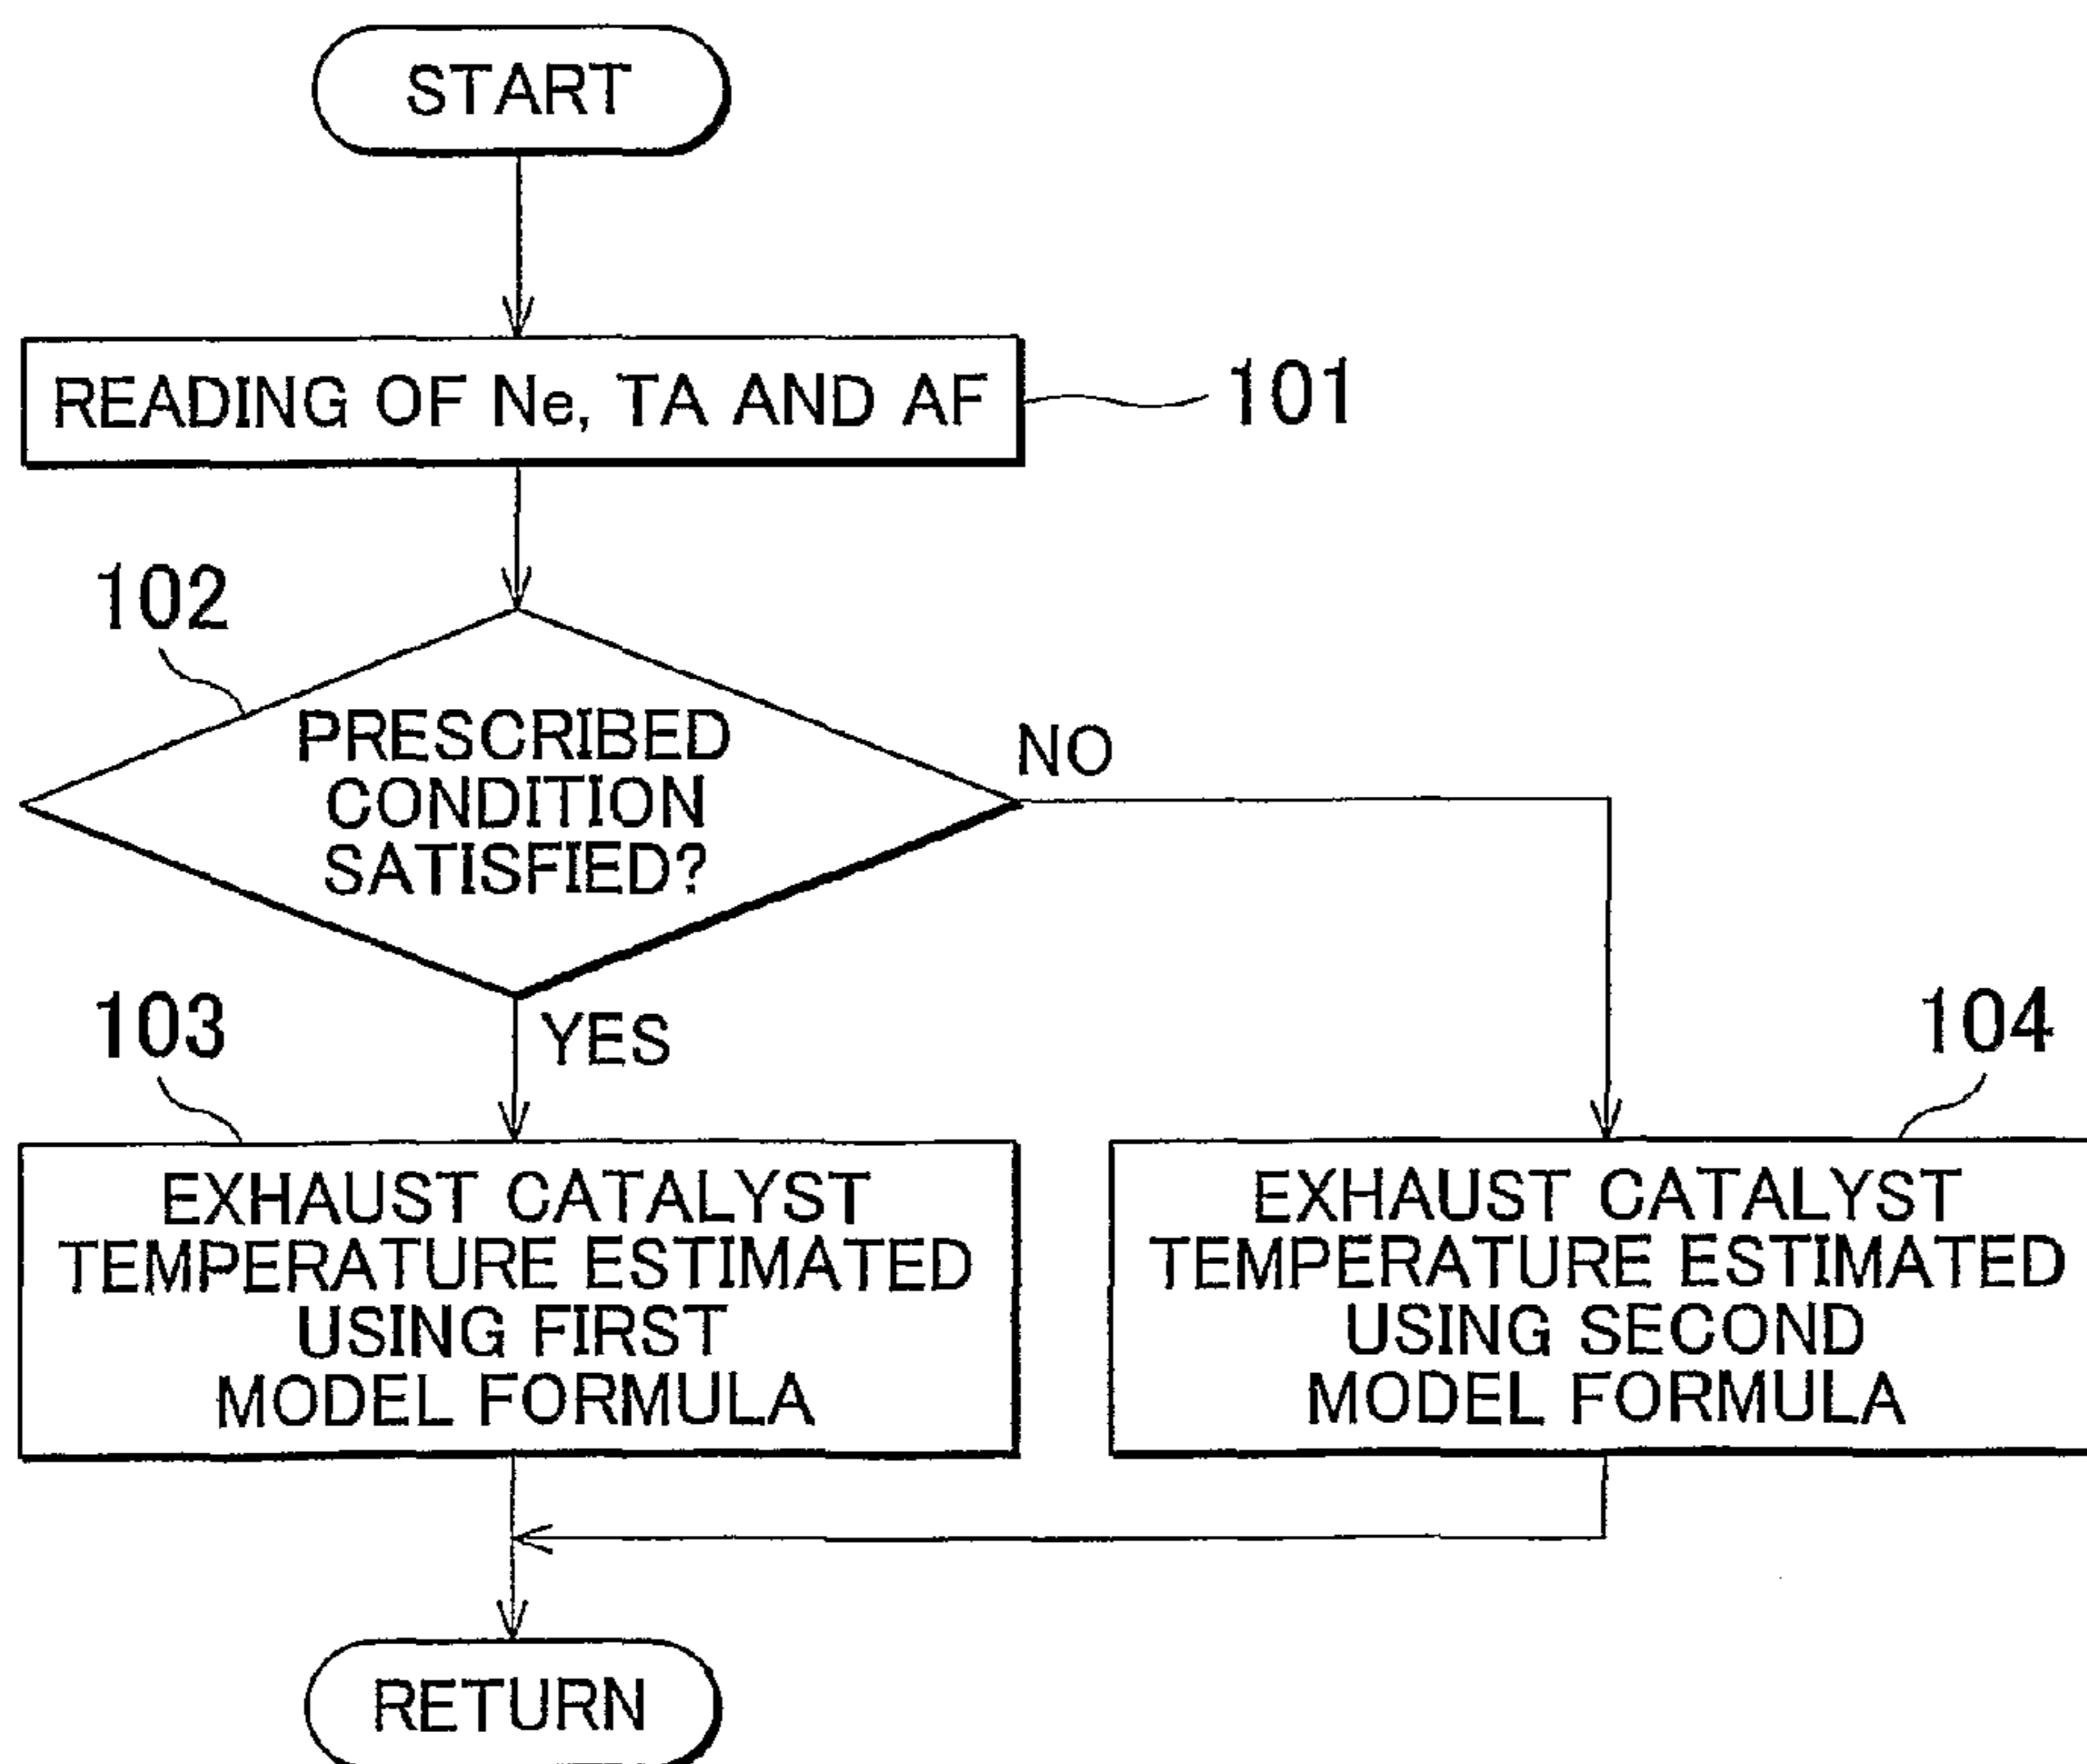 START
READING OF Ne, TA AND AF
101
102
PRESCRIBED
CONDITION
SATISFIED?
NO
YES
103
EXHAUST CATALYST
TEMPERATURE ESTIMATED
USING FIRST
MODEL FORMULA
104
EXHAUST CATALYST
TEMPERATURE ESTIMATED
USING SECOND
MODEL FORMULA
RETURN